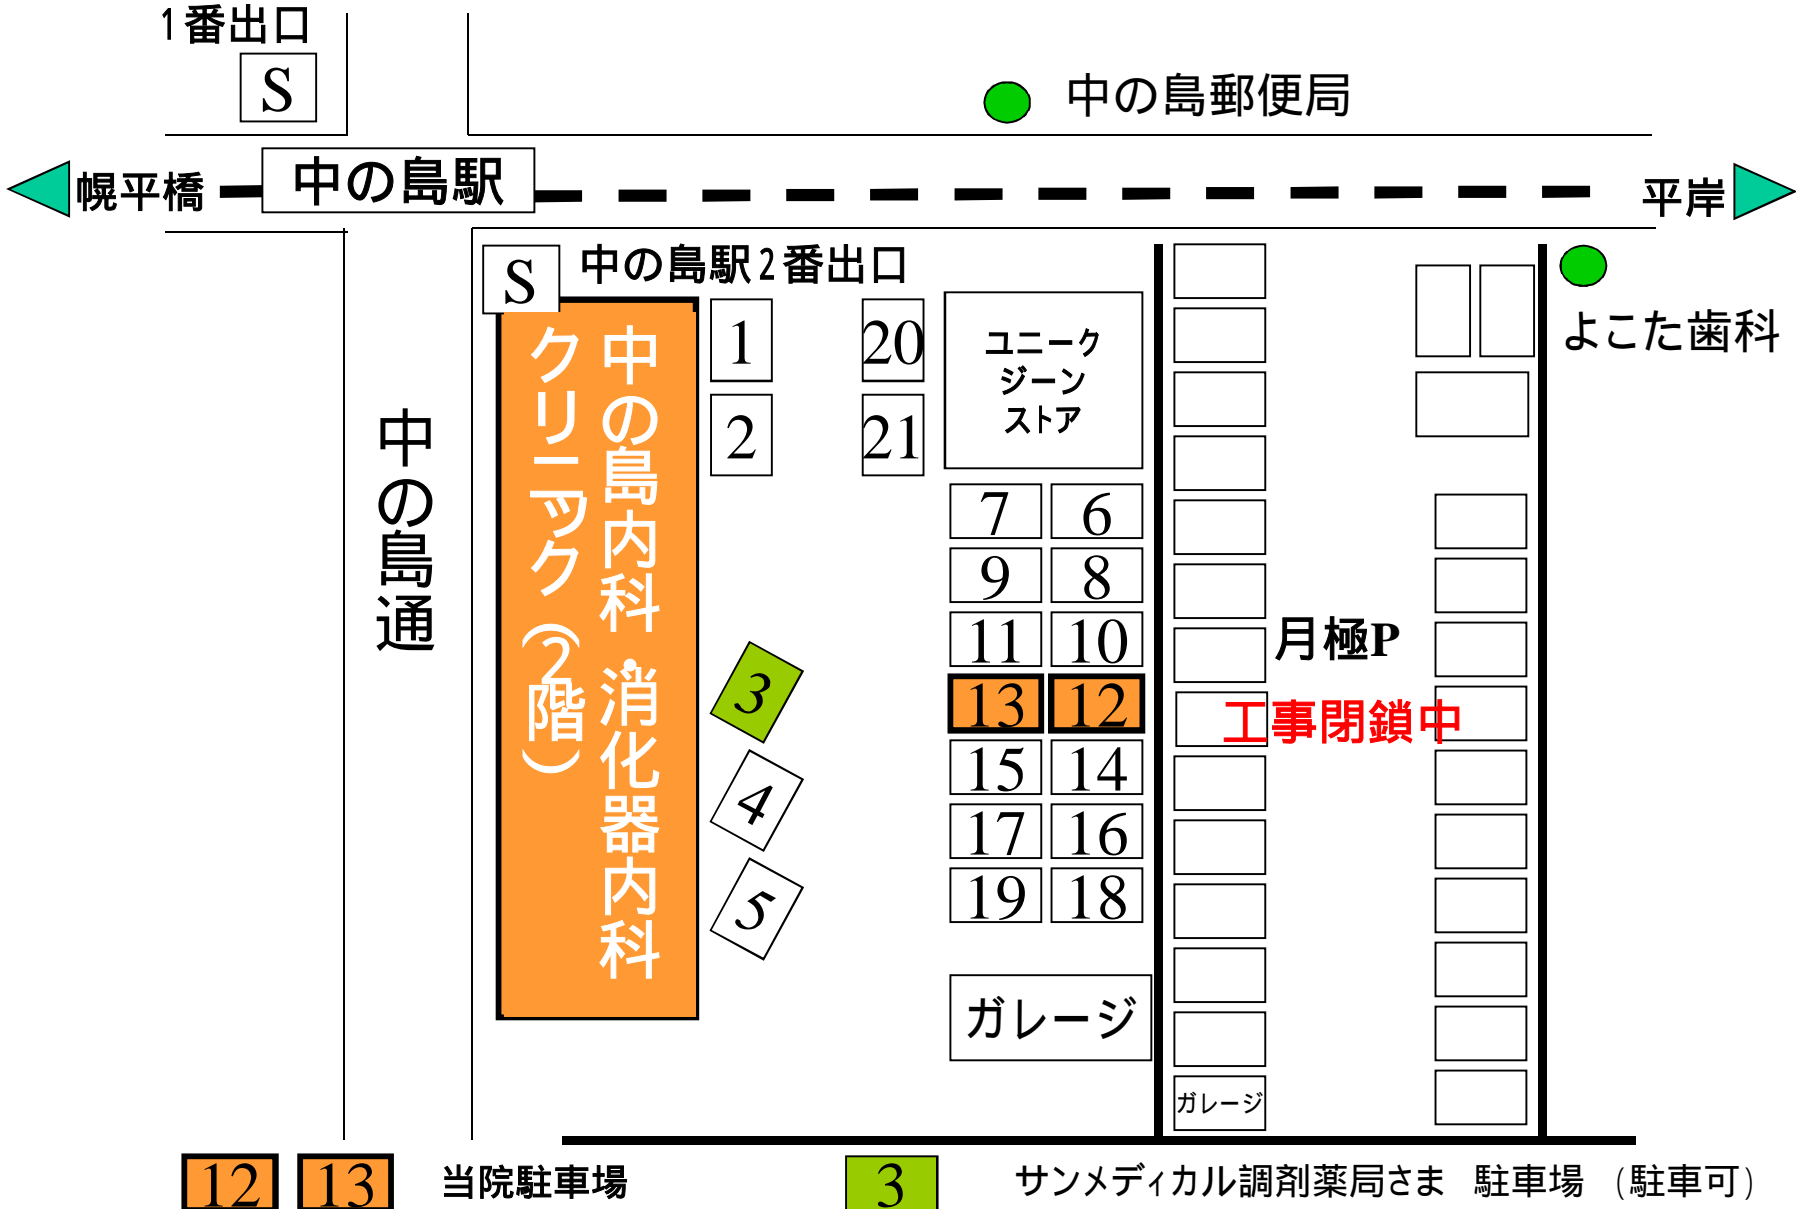 1番出口
S
中の島郵便局
幌平橋
中の島駅
平岸
S
中の島駅2番出口
よこた歯科
中の島通
中の島内科・消化器内科
クリニック(2階)
1
20
2
21
ユニーク
ジーン
ストア
7 6
9 8
11 10
13 12
15 14
17 16
19 18
3
4
5
月極P
工事閉鎖中
ガレージ
ガレージ
12 13 当院駐車場
3 サンメディカル調剤薬局さま 駐車場 (駐車可)